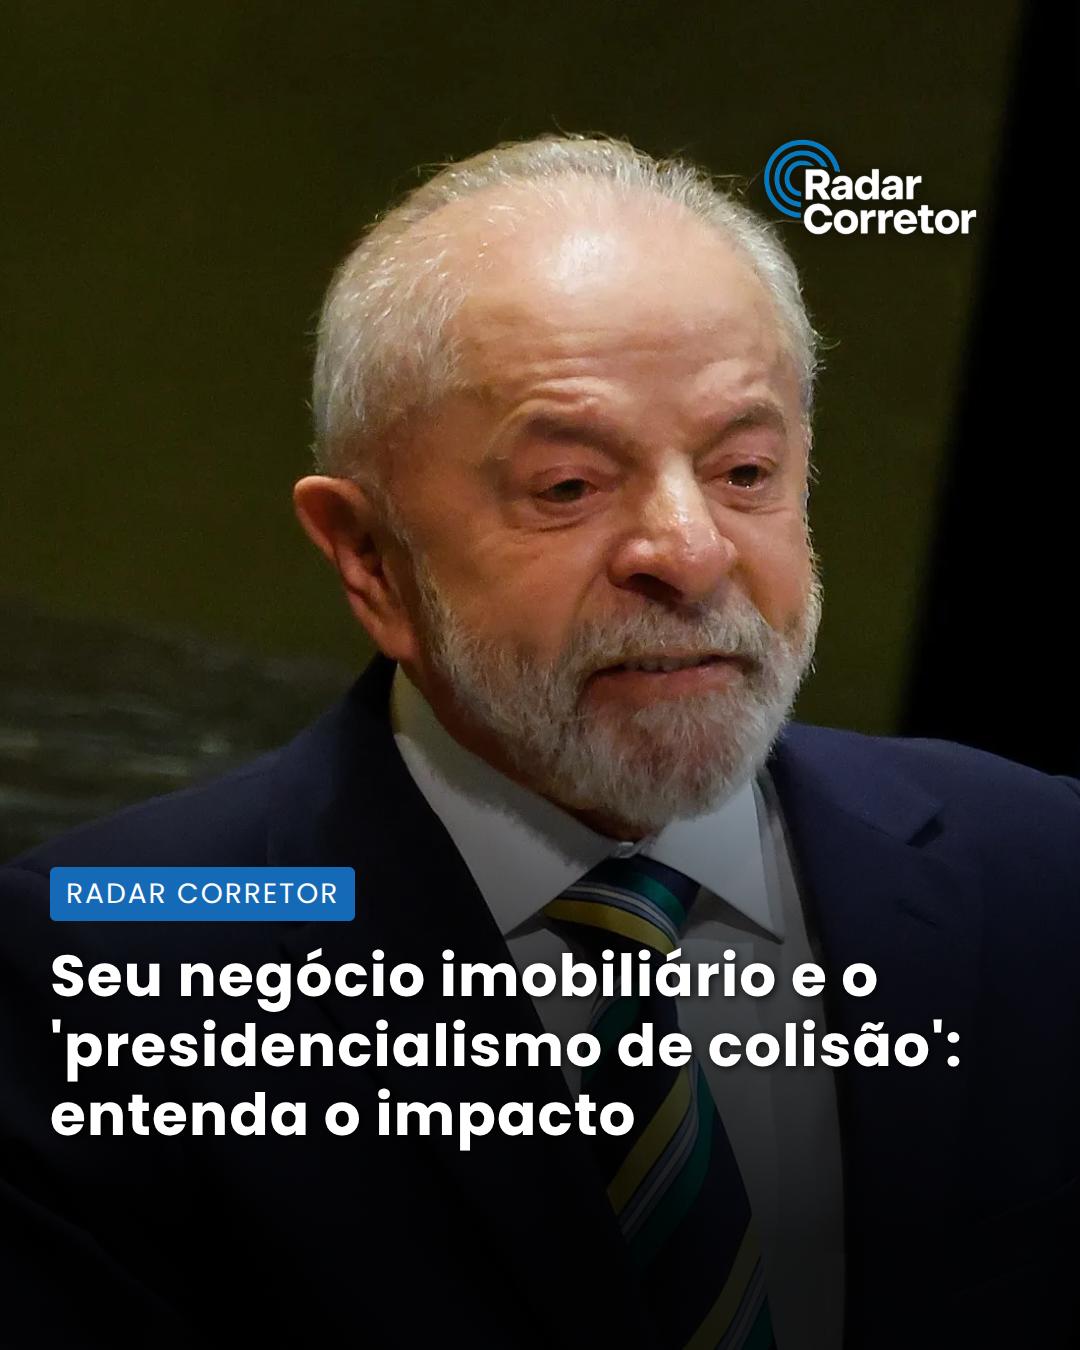 Radar
Corretor
RADAR CORRETOR
Seu negócio imobiliário e o
'presidencialismo de colisão':
entenda o impacto